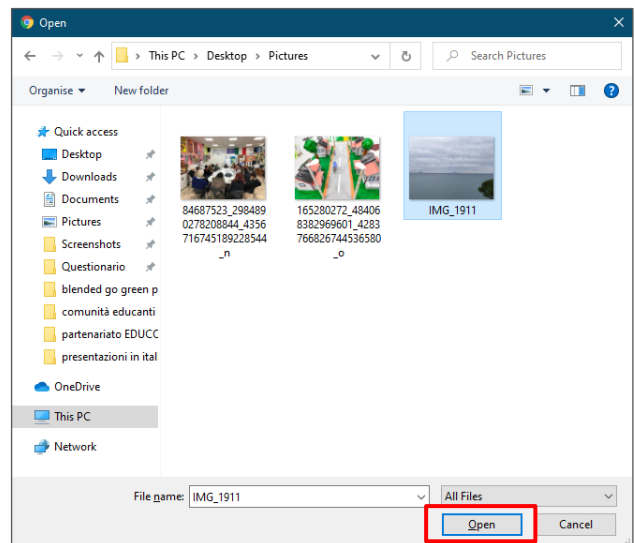 Open
This PC > Desktop > Pictures
Search Pictures
Organise
New folder
Quick access
Desktop
Downloads
Documents
Pictures
Screenshots
Questionario
blended go green p
comunità educanti
partenariato EDUCC
presentazioni in ital
OneDrive
This PC
Network
84687523_298489
0278208844_4356
716745189228544
_n
165280272_48406
8382969601_4283
766826744536580
_o
IMG_1911
File name: IMG_1911
All Files
Open
Cancel